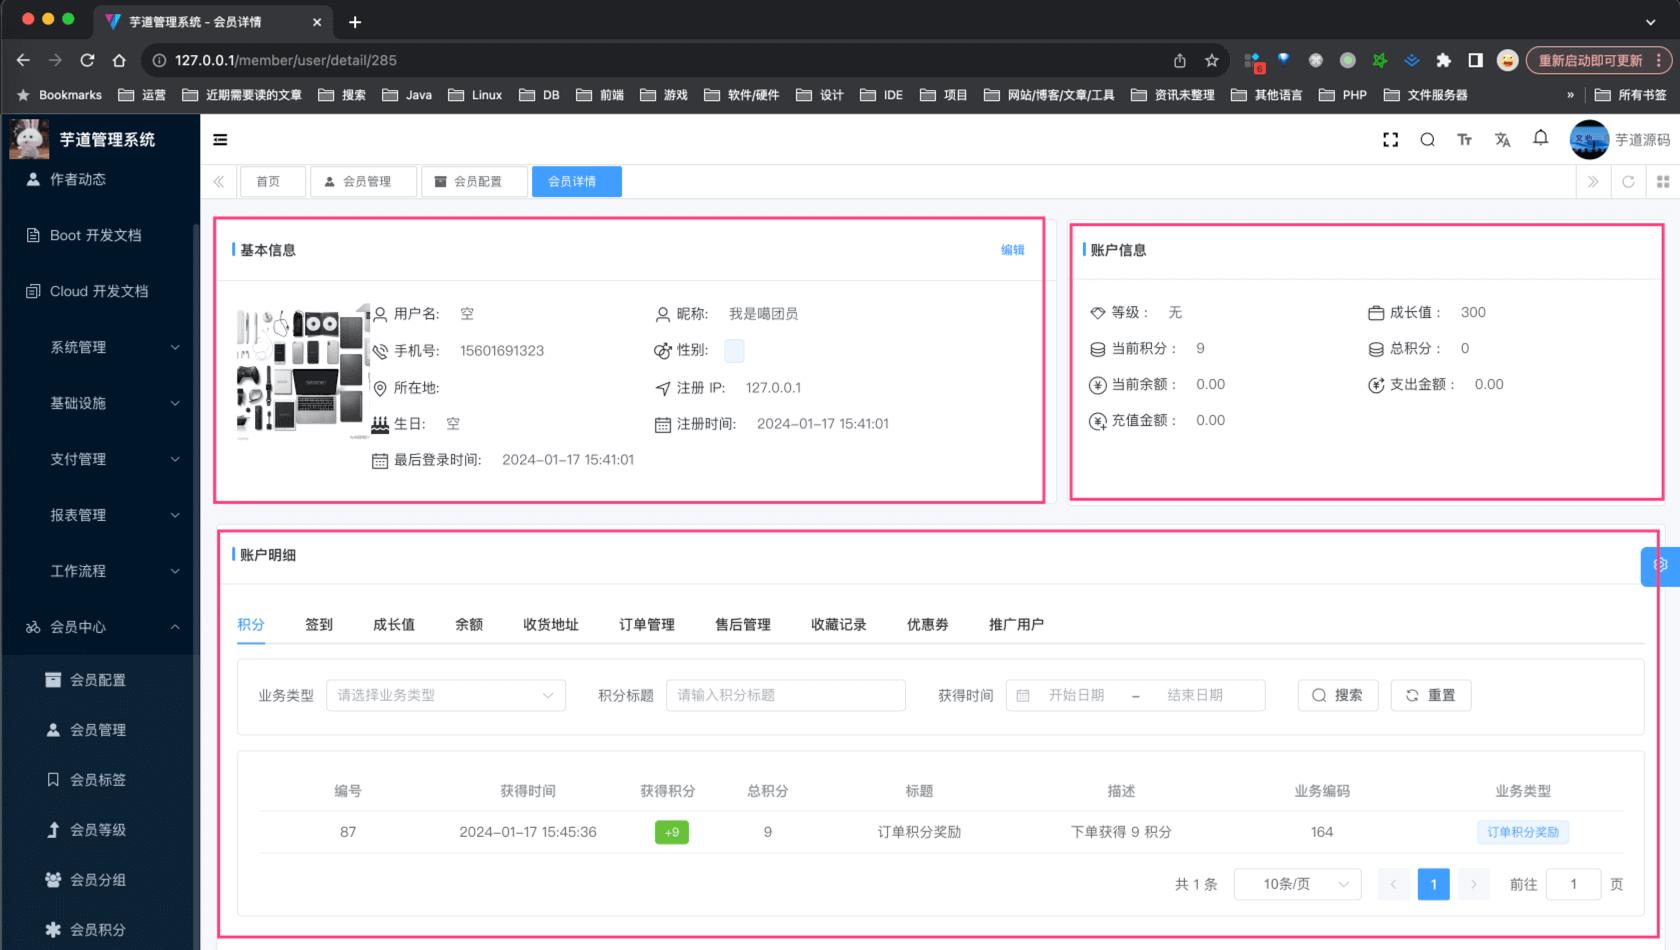 芋道管理系统 - 会员详情
127.0.0.1/member/user/detail/285
6
重新启动即可更新
Bookmarks 运营 近期需要读的文章 搜索 Java Linux DB 前端 游戏 软件/硬件 设计 IDE 项目 网站/博客/文章/工具 资讯未整理 其他语言 PHP 文件服务器 » 所有书签
芋道管理系统
芋道源码
作者动态
Boot 开发文档
Cloud 开发文档
系统管理
基础设施
支付管理
报表管理
工作流程
会员中心
会员配置
会员管理
会员标签
会员等级
会员分组
会员积分
首页 会员管理 会员配置 会员详情
基本信息 编辑
用户名: 空 昵称: 我是噶团员
手机号: 15601691323 性别:
所在地: 注册 IP: 127.0.0.1
生日: 空 注册时间: 2024-01-17 15:41:01
最后登录时间: 2024-01-17 15:41:01
账户信息
等级： 无 成长值： 300
当前积分： 9 总积分： 0
当前余额： 0.00 支出金额： 0.00
充值金额： 0.00
账户明细
积分 签到 成长值 余额 收货地址 订单管理 售后管理 收藏记录 优惠券 推广用户
业务类型 请选择业务类型 积分标题 请输入积分标题 获得时间 开始日期 - 结束日期 搜索 重置
编号 获得时间 获得积分 总积分 标题 描述 业务编码 业务类型
87 2024-01-17 15:45:36 +9 9 订单积分奖励 下单获得 9 积分 164 订单积分奖励
共 1 条 10条/页 1 前往 1 页